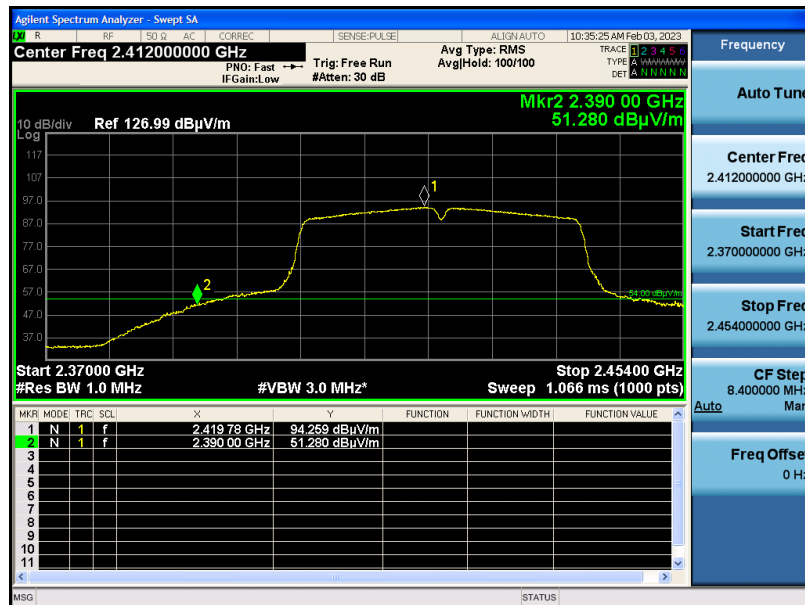 Agilent Spectrum Analyzer - Swept SA
LXI R RF 50 Ω AC CORREC SENSE:PULSE ALIGN AUTO 10:35:25 AM Feb 03, 2023
Center Freq 2.412000000 GHz
PNO: Fast
IFGain:Low
Trig: Free Run
#Atten: 30 dB
Avg Type: RMS
Avg|Hold: 100/100
TRACE 1 2 3 4 5 6
TYPE A WWWWW
DET A N N N N N
Mkr2 2.390 00 GHz
51.280 dBµV/m
10 dB/div Ref 126.99 dBµV/m
Log
117
107
97.0
87.0
77.0
67.0
57.0
47.0
37.0
1
2
54.00 dBµV/m
Start 2.37000 GHz Stop 2.45400 GHz
#Res BW 1.0 MHz #VBW 3.0 MHz* Sweep 1.066 ms (1000 pts)
MKR MODE TRC SCL X Y FUNCTION FUNCTION WIDTH FUNCTION VALUE
1 N 1 f 2.419 78 GHz 94.259 dBµV/m
2 N 1 f 2.390 00 GHz 51.280 dBµV/m
3
4
5
6
7
8
9
10
11
MSG STATUS
Frequency
Auto Tune
Center Freq
2.412000000 GHz
Start Freq
2.370000000 GHz
Stop Freq
2.454000000 GHz
CF Step
8.400000 MHz
Auto Man
Freq Offset
0 Hz